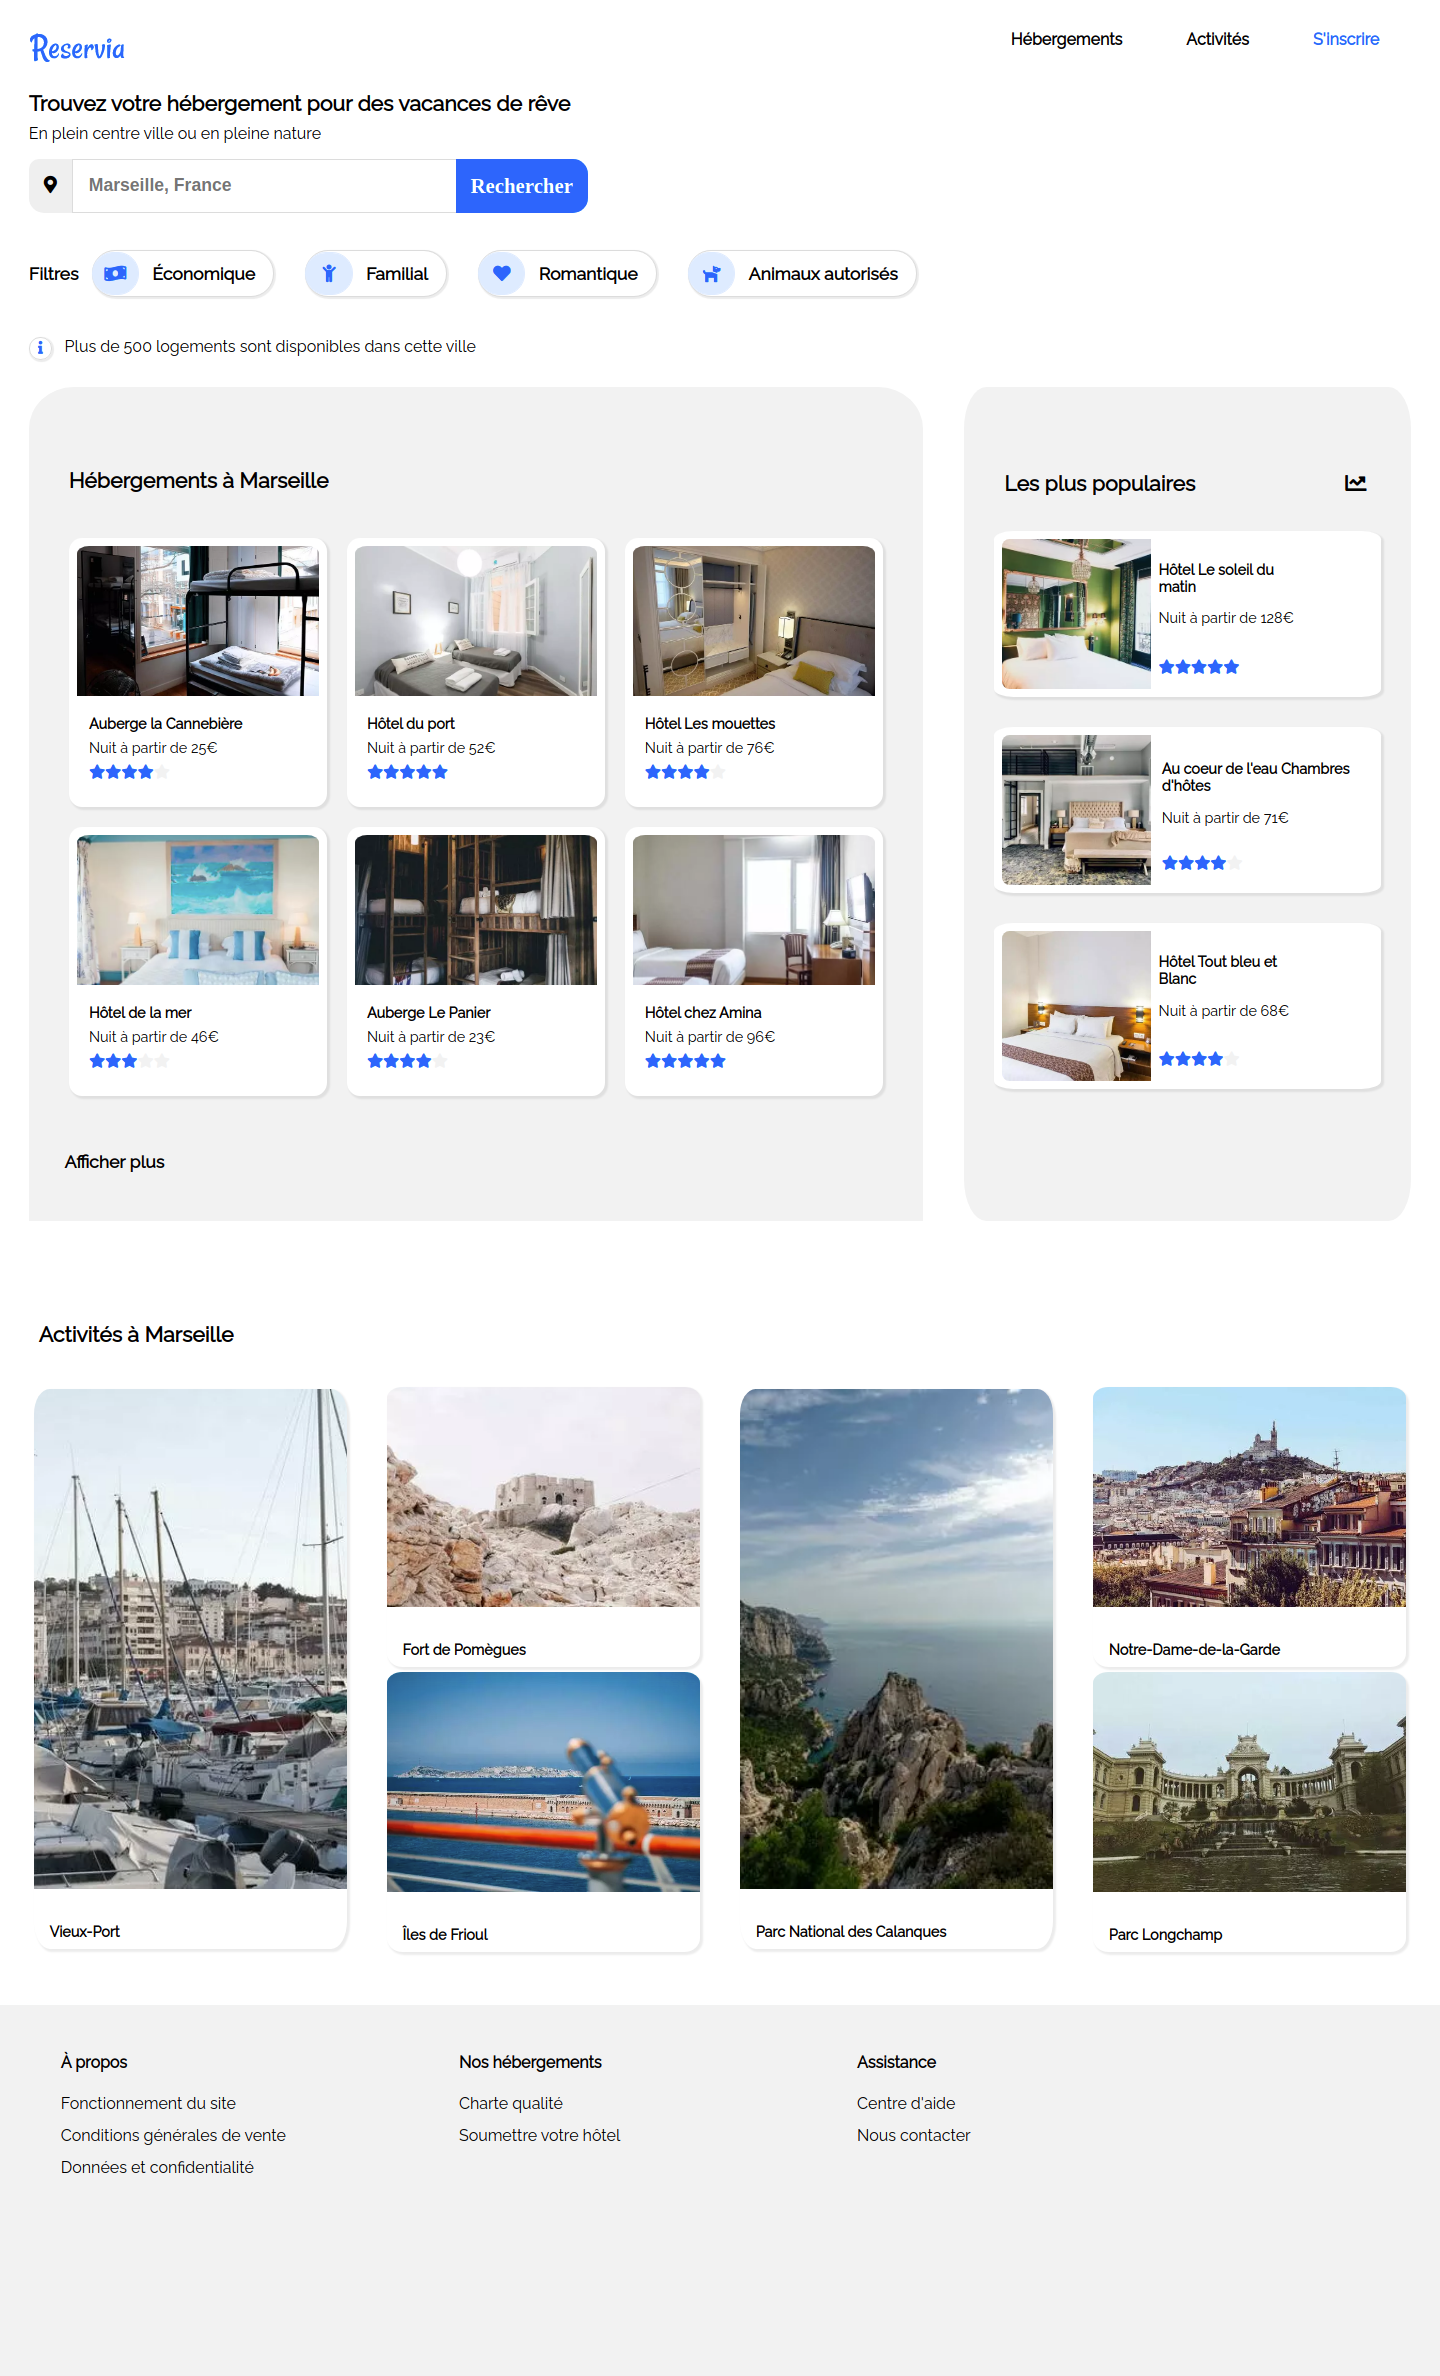 Reservia
Hébergements
Activités
S'inscrire
Trouvez votre hébergement pour des vacances de rêve
En plein centre ville ou en pleine nature
Marseille, France
Rechercher
Filtres
Économique
Familial
Romantique
Animaux autorisés
Plus de 500 logements sont disponibles dans cette ville
Hébergements à Marseille
Auberge la Cannebière
Nuit à partir de 25€
Hôtel du port
Nuit à partir de 52€
Hôtel Les mouettes
Nuit à partir de 76€
Hôtel de la mer
Nuit à partir de 46€
Auberge Le Panier
Nuit à partir de 23€
Hôtel chez Amina
Nuit à partir de 96€
Afficher plus
Les plus populaires
Hôtel Le soleil du
matin
Nuit à partir de 128€
Au coeur de l'eau Chambres
d'hôtes
Nuit à partir de 71€
Hôtel Tout bleu et
Blanc
Nuit à partir de 68€
Activités à Marseille
Vieux-Port
Fort de Pomègues
Îles de Frioul
Parc National des Calanques
Notre-Dame-de-la-Garde
Parc Longchamp
À propos
Fonctionnement du site
Conditions générales de vente
Données et confidentialité
Nos hébergements
Charte qualité
Soumettre votre hôtel
Assistance
Centre d'aide
Nous contacter